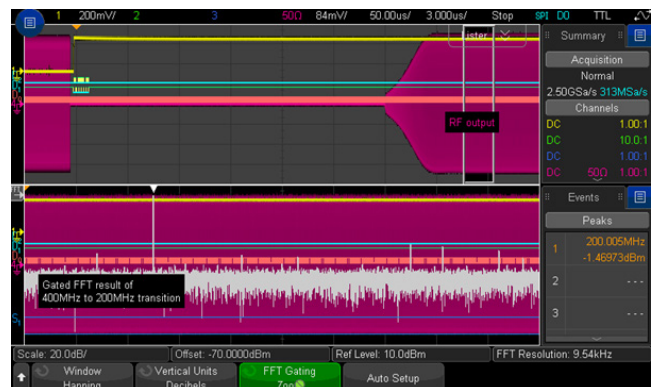 1 200mV/ 2 3 50Ω 84mV/ 50.00us/ 3.000us/ Stop SPI D0 TTL
Lister
Summary
Acquisition
Normal
2.50GSa/s 313MSa/s
Channels
DC 1.00:1
DC 10.0:1
DC 1.00:1
DC 50Ω 1.00:1
RF output
Events
Peaks
1 200.005MHz
-1.46973dBm
2 ---
3 ---
Gated FFT result of
400MHz to 200MHz transition
S₁
Scale: 20.0dB/ Offset: -70.0000dBm Ref Level: 10.0dBm FFT Resolution: 9.54kHz
Window Vertical Units FFT Gating Auto Setup
Hanning Decibels Zoo